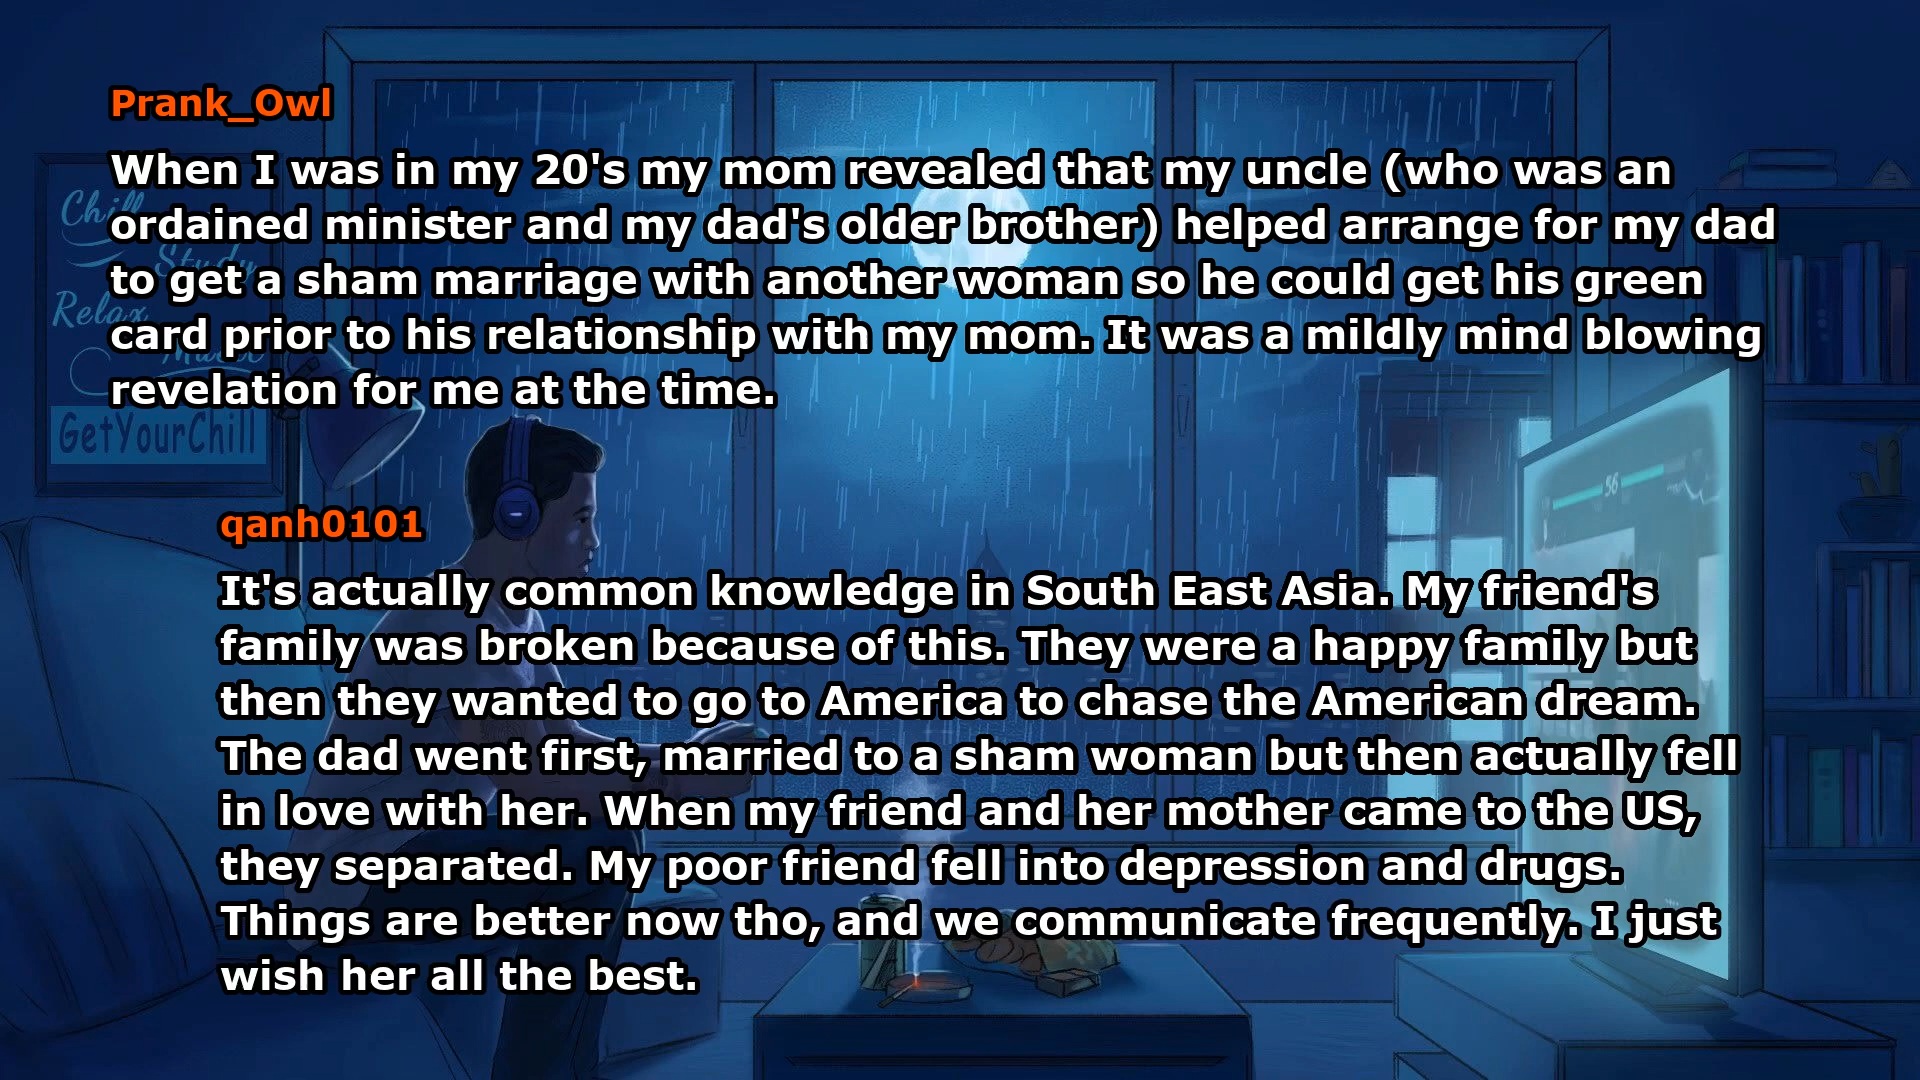 Prank_Owl
When I was in my 20's my mom revealed that my uncle (who was an
ordained minister and my dad's older brother) helped arrange for my dad
to get a sham marriage with another woman so he could get his green
card prior to his relationship with my mom. It was a mildly mind blowing
revelation for me at the time.
Chill
Study
Relax
Music
GetYourChill
56
qanh0101
It's actually common knowledge in South East Asia. My friend's
family was broken because of this. They were a happy family but
then they wanted to go to America to chase the American dream.
The dad went first, married to a sham woman but then actually fell
in love with her. When my friend and her mother came to the US,
they separated. My poor friend fell into depression and drugs.
Things are better now tho, and we communicate frequently. I just
wish her all the best.